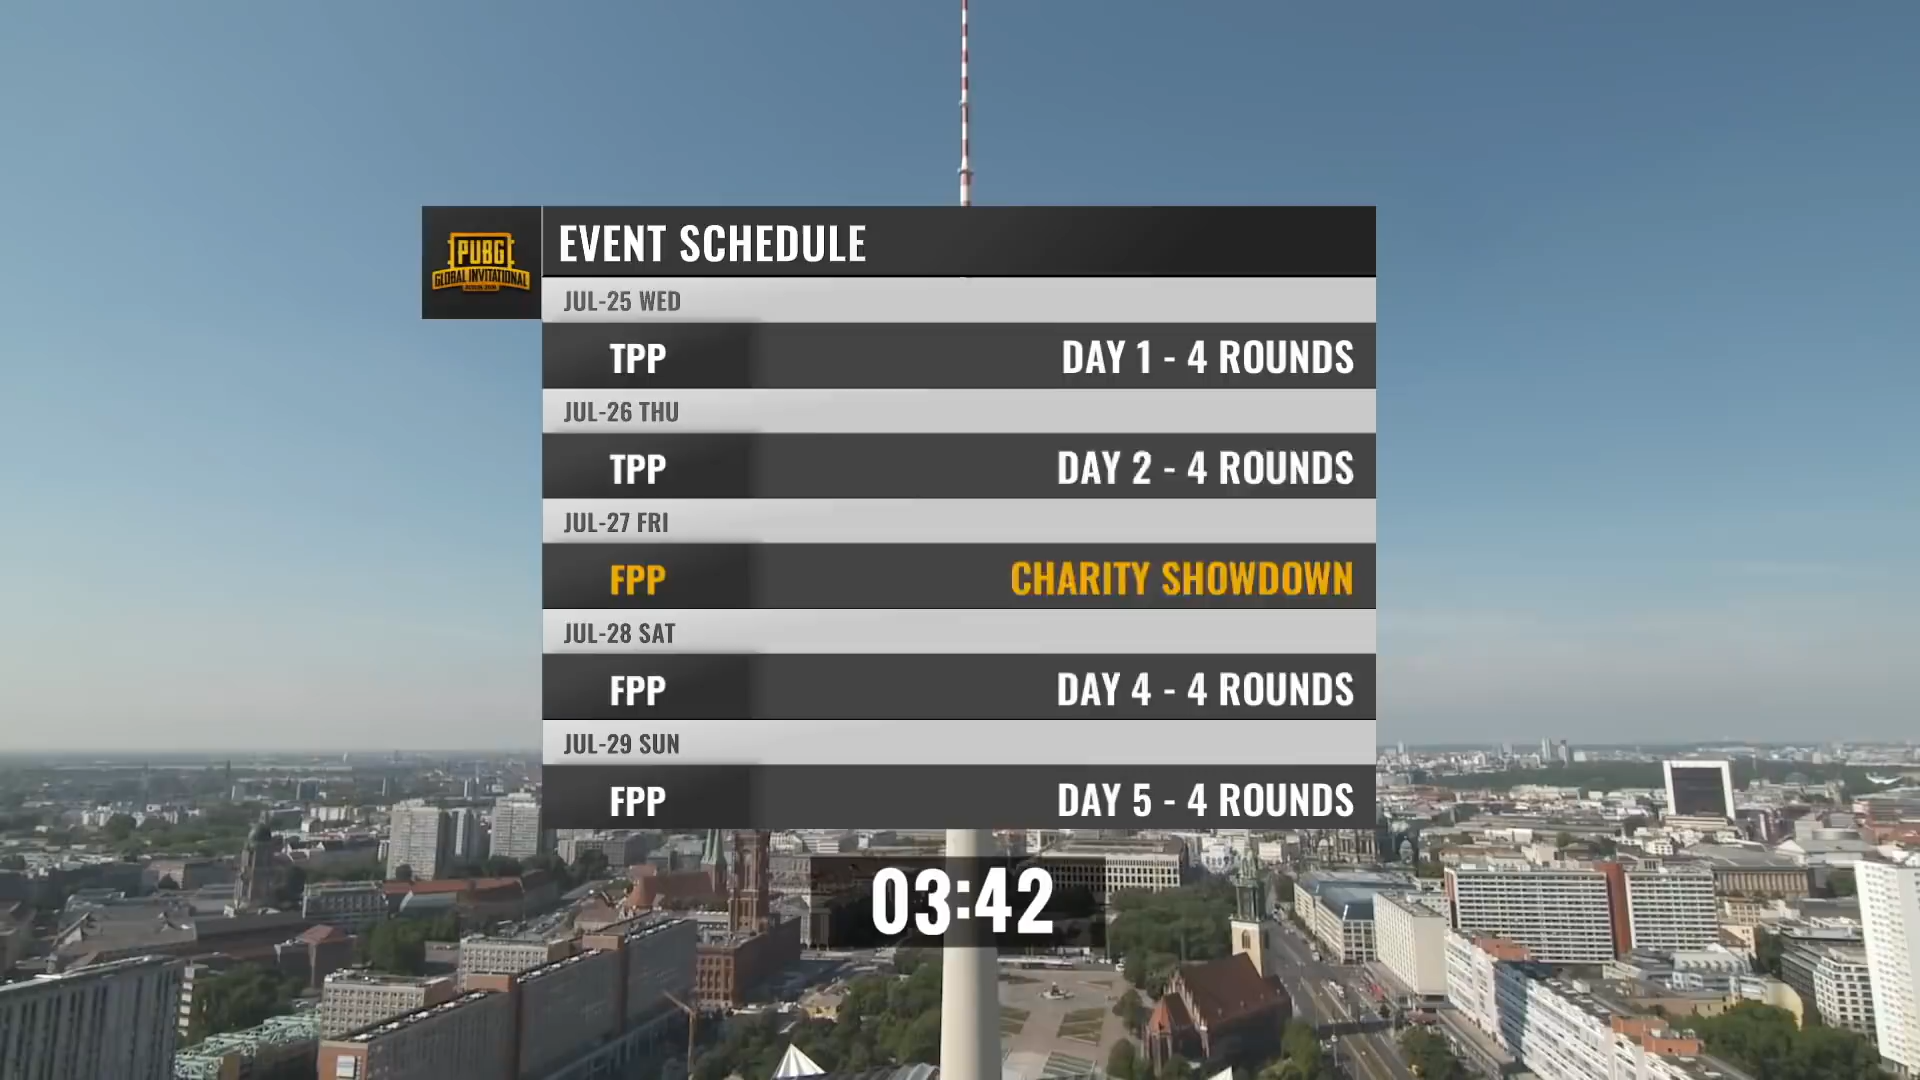 PUBG
GLOBAL INVITATIONAL
EVENT SCHEDULE
JUL-25 WED
TPP DAY 1 - 4 ROUNDS
JUL-26 THU
TPP DAY 2 - 4 ROUNDS
JUL-27 FRI
FPP CHARITY SHOWDOWN
JUL-28 SAT
FPP DAY 4 - 4 ROUNDS
JUL-29 SUN
FPP DAY 5 - 4 ROUNDS
03:42